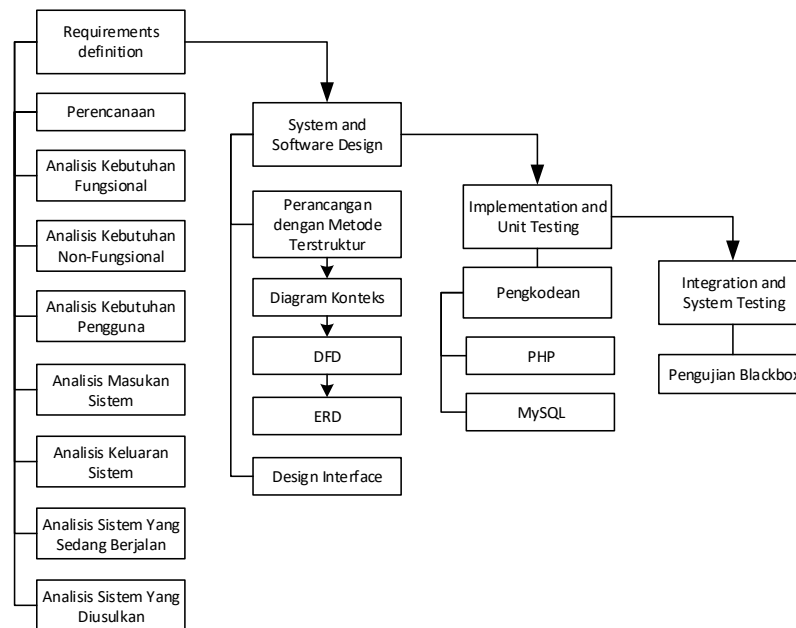 Requirements
definition
Perencanaan
Analisis Kebutuhan
Fungsional
Analisis Kebutuhan
Non-Fungsional
Analisis Kebutuhan
Pengguna
Analisis Masukan
Sistem
Analisis Keluaran
Sistem
Analisis Sistem Yang
Sedang Berjalan
Analisis Sistem Yang
Diusulkan
System and
Software Design
Perancangan
dengan Metode
Terstruktur
Diagram Konteks
DFD
ERD
Design Interface
Implementation and
Unit Testing
Pengkodean
PHP
MySQL
Integration and
System Testing
Pengujian Blackbox